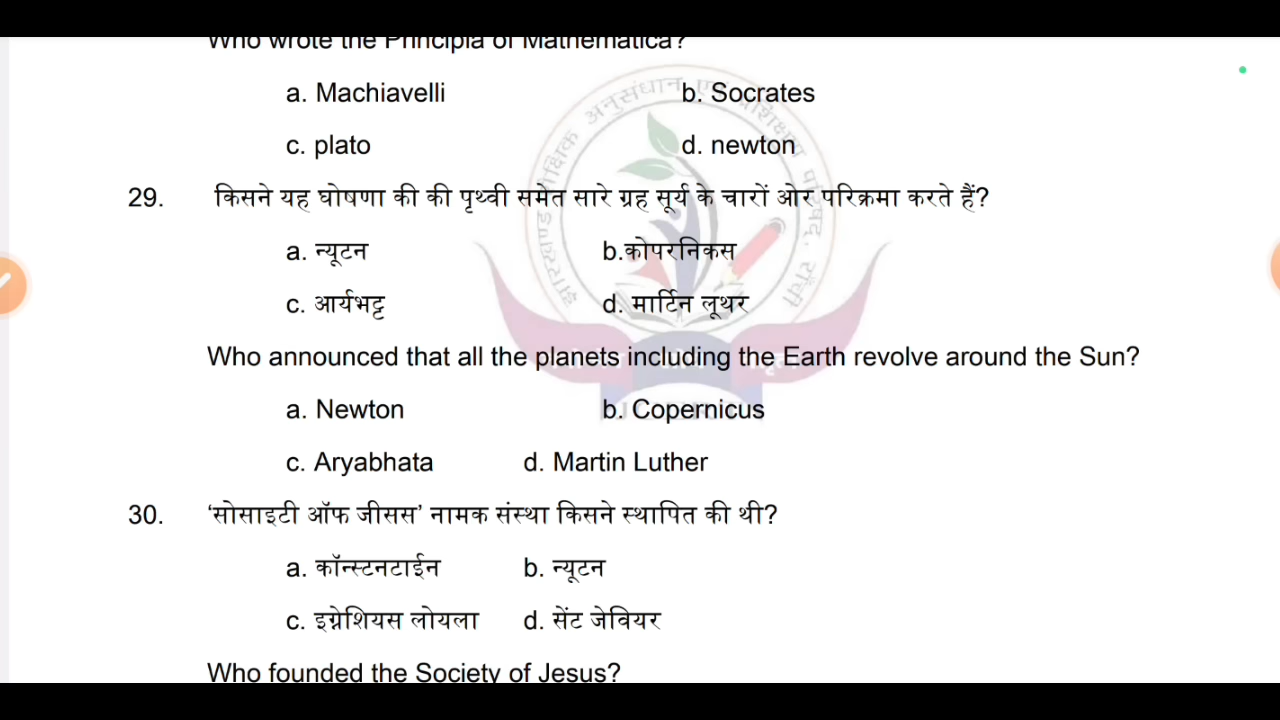 Who wrote the Principia of Mathematica?
a. Machiavelli b. Socrates
c. plato d. newton
29. किसने यह घोषणा की की पृथ्वी समेत सारे ग्रह सूर्य के चारों ओर परिक्रमा करते हैं?
a. न्यूटन b.कोपरनिकस
c. आर्यभट्ट d. मार्टिन लूथर
Who announced that all the planets including the Earth revolve around the Sun?
a. Newton b. Copernicus
c. Aryabhata d. Martin Luther
30. ‘सोसाइटी ऑफ जीसस’ नामक संस्था किसने स्थापित की थी?
a. कॉन्स्टनटाईन b. न्यूटन
c. इग्नेशियस लोयला d. सेंट जेवियर
Who founded the Society of Jesus?